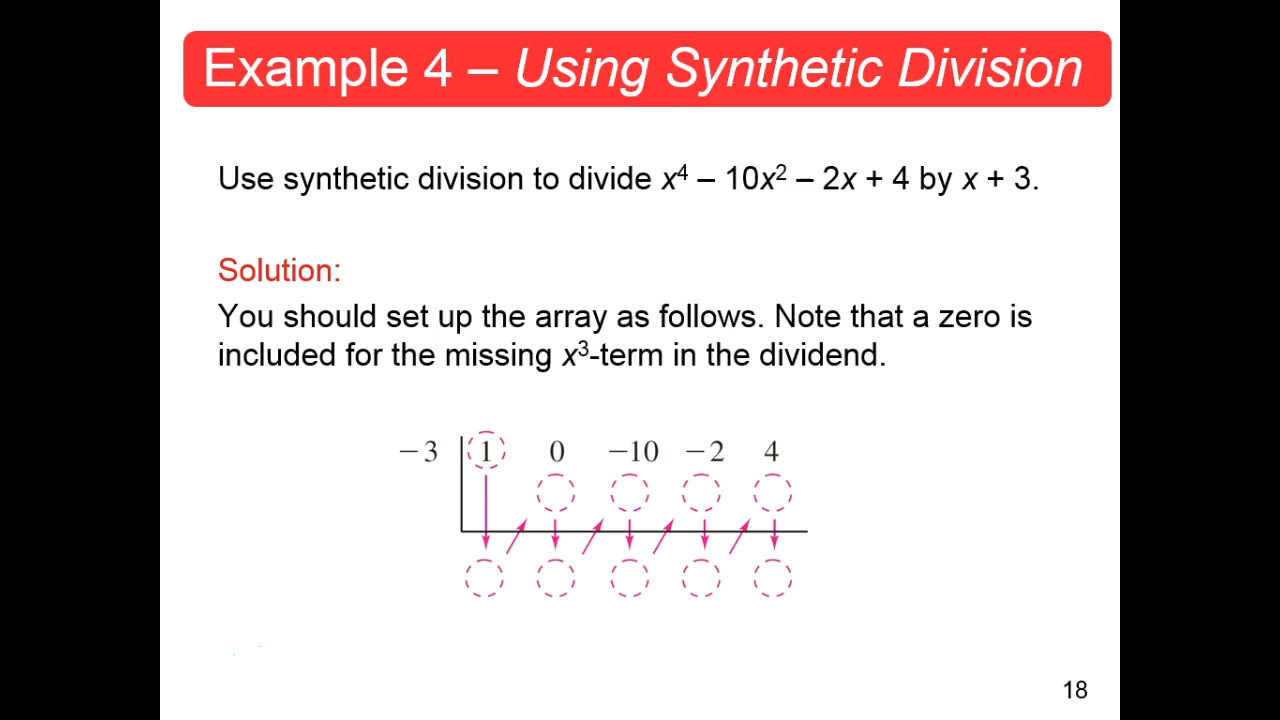 Example 4 – Using Synthetic Division
Use synthetic division to divide x⁴ – 10x² – 2x + 4 by x + 3.
Solution:
You should set up the array as follows. Note that a zero is
included for the missing x³-term in the dividend.
−3 1 0 −10 −2 4
18